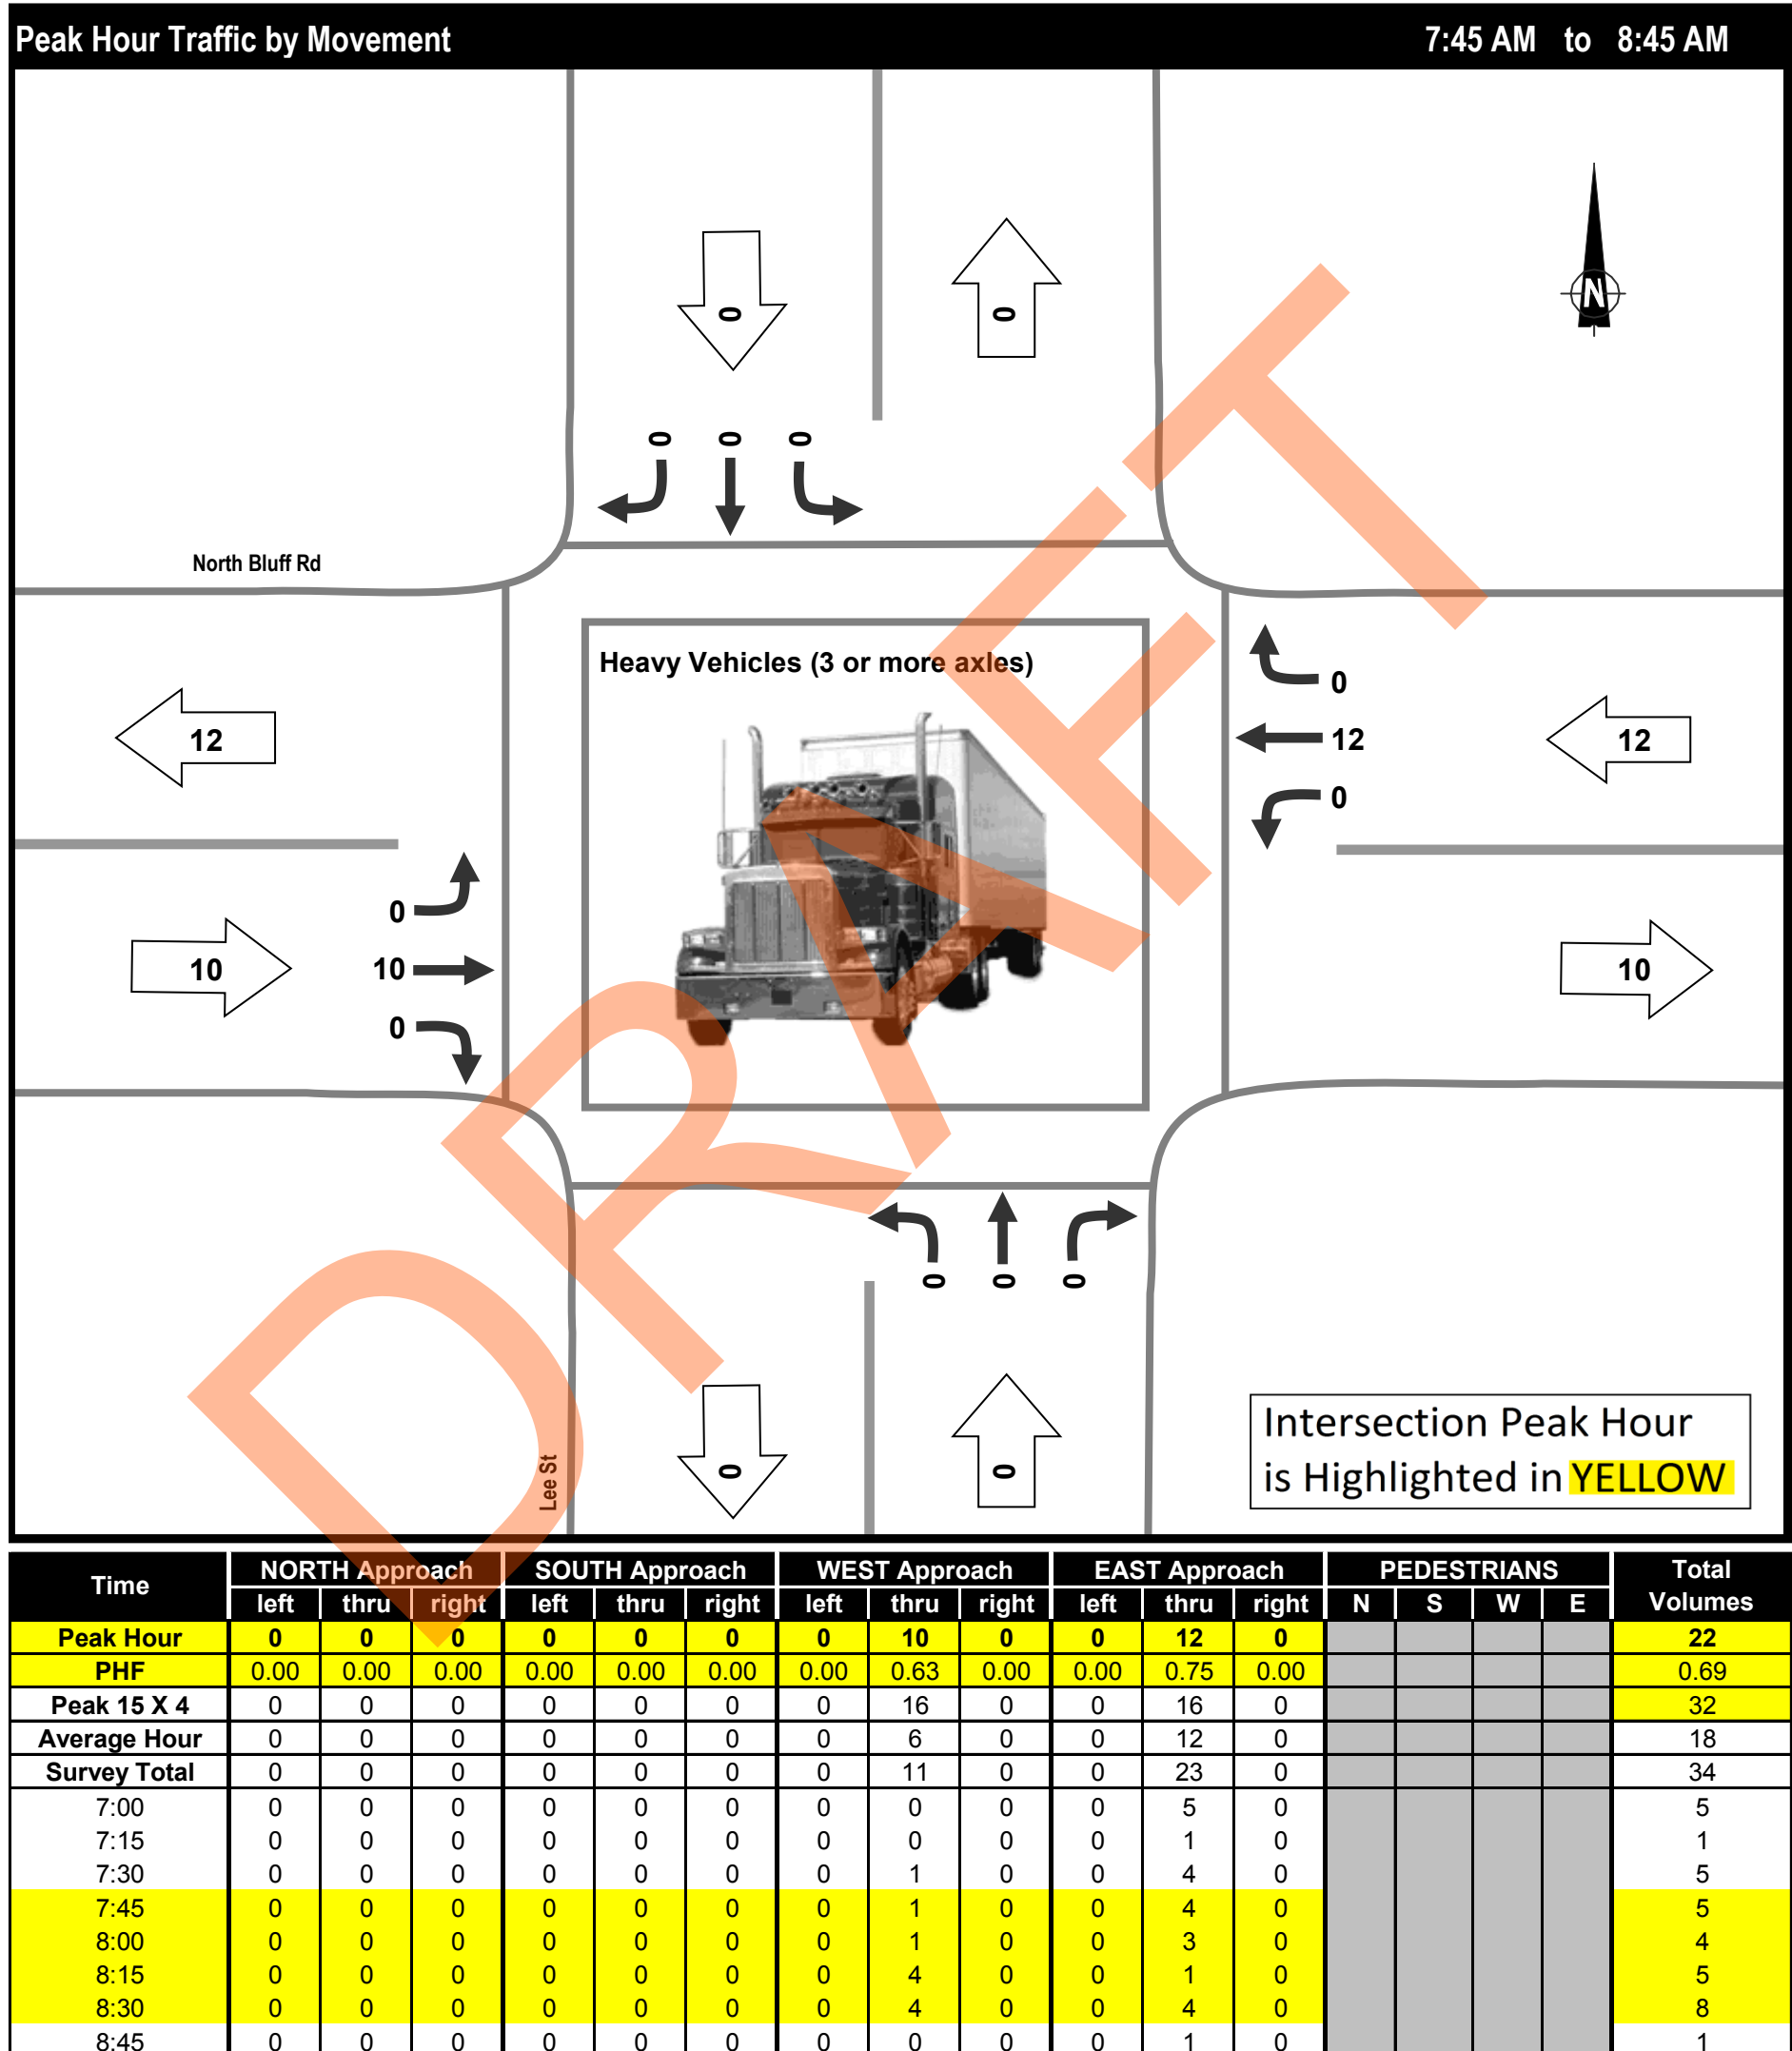 Peak Hour Traffic by Movement 7:45 AM to 8:45 AM
N
0 0
0 0 0
North Bluff Rd
Heavy Vehicles (3 or more axles)
0
12 12 12
0
0
10 10 10
0
0 0 0
Lee St
0 0
Intersection Peak Hour
is Highlighted in YELLOW
DRAFT
Time NORTH Approach SOUTH Approach WEST Approach EAST Approach PEDESTRIANS Total
left thru right left thru right left thru right left thru right N S W E Volumes
Peak Hour 0 0 0 0 0 0 0 10 0 0 12 0 22
PHF 0.00 0.00 0.00 0.00 0.00 0.00 0.00 0.63 0.00 0.00 0.75 0.00 0.69
Peak 15 X 4 0 0 0 0 0 0 0 16 0 0 16 0 32
Average Hour 0 0 0 0 0 0 0 6 0 0 12 0 18
Survey Total 0 0 0 0 0 0 0 11 0 0 23 0 34
7:00 0 0 0 0 0 0 0 0 0 0 5 0 5
7:15 0 0 0 0 0 0 0 0 0 0 1 0 1
7:30 0 0 0 0 0 0 0 1 0 0 4 0 5
7:45 0 0 0 0 0 0 0 1 0 0 4 0 5
8:00 0 0 0 0 0 0 0 1 0 0 3 0 4
8:15 0 0 0 0 0 0 0 4 0 0 1 0 5
8:30 0 0 0 0 0 0 0 4 0 0 4 0 8
8:45 0 0 0 0 0 0 0 0 0 0 1 0 1